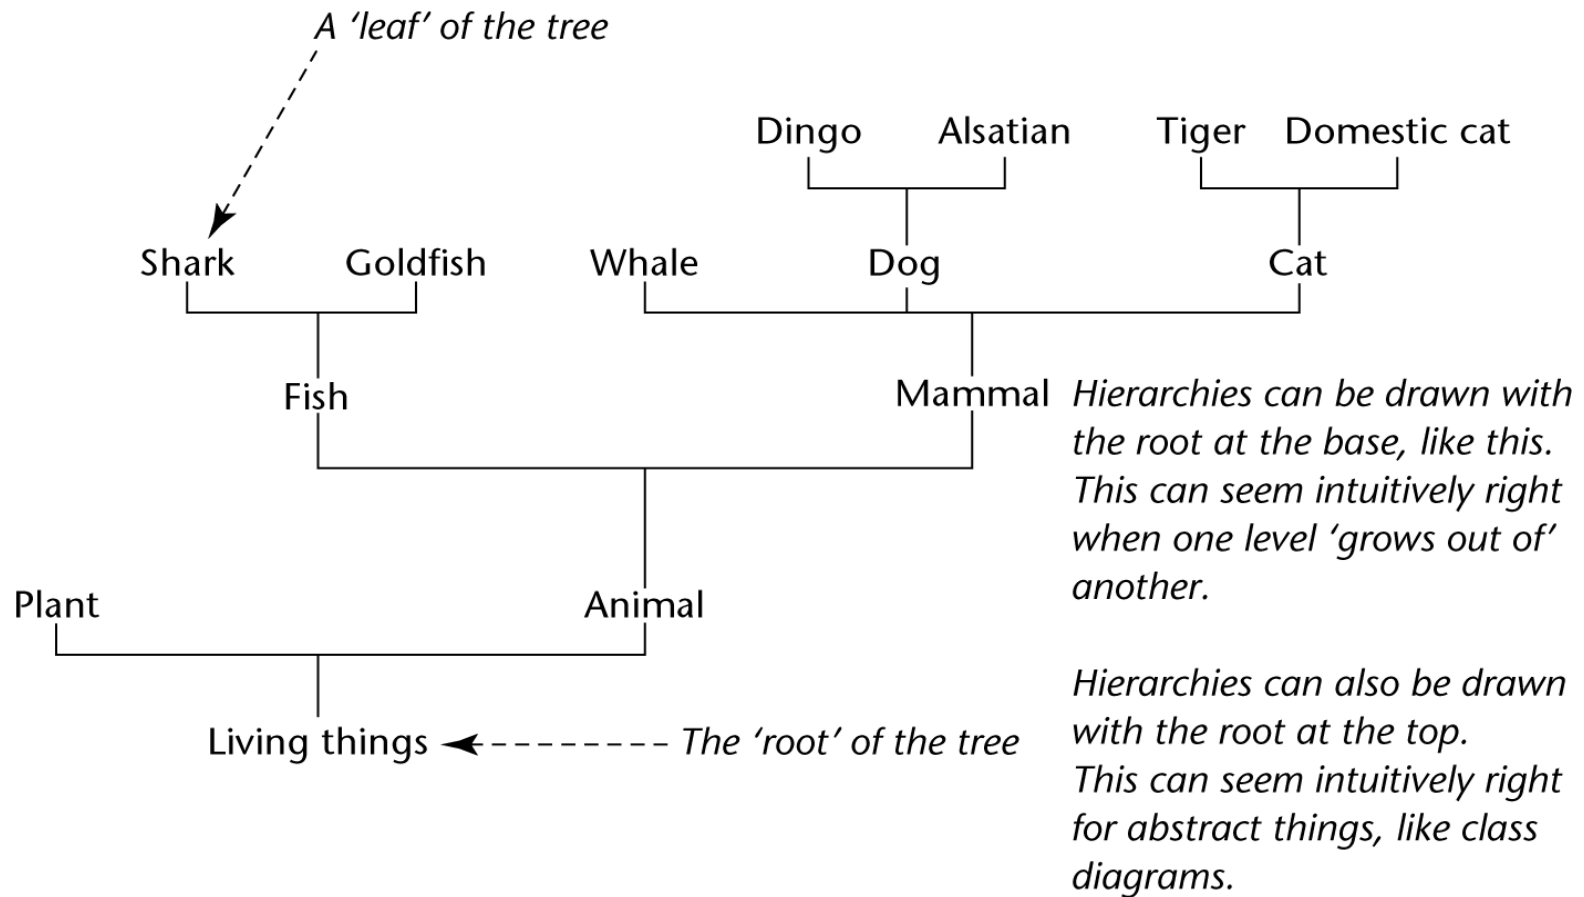 A ‘leaf’ of the tree
Dingo Alsatian Tiger Domestic cat
Shark Goldfish Whale Dog Cat
Fish Mammal
Hierarchies can be drawn with
the root at the base, like this.
This can seem intuitively right
when one level ‘grows out of’
another.
Plant Animal
Living things The ‘root’ of the tree
Hierarchies can also be drawn
with the root at the top.
This can seem intuitively right
for abstract things, like class
diagrams.